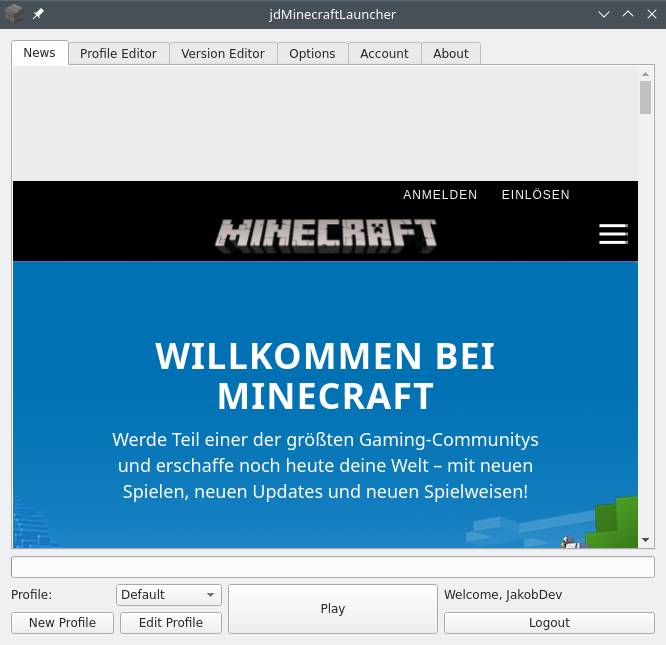 jdMinecraftLauncher
News Profile Editor Version Editor Options Account About
ANMELDEN EINLÖSEN
MINECRAFT
WILLKOMMEN BEI
MINECRAFT
Werde Teil einer der größten Gaming-Communitys
und erschaffe noch heute deine Welt – mit neuen
Spielen, neuen Updates und neuen Spielweisen!
Profile: Default Play Welcome, JakobDev
New Profile Edit Profile Logout